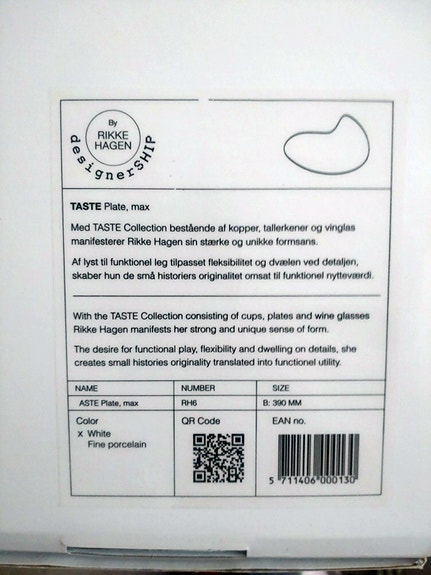 By
RIKKE
HAGEN
designerSHIP
TASTE Plate, max
Med TASTE Collection bestående af kopper, tallerkener og vinglas
manifesterer Rikke Hagen sin stærke og unikke formsans.
Af lyst til funktionel leg tilpasset fleksibilitet og dvælen ved detaljen,
skaber hun de små historiers originalitet omsat til funktionel nytteværdi.
With the TASTE Collection consisting of cups, plates and wine glasses
Rikke Hagen manifests her strong and unique sense of form.
The desire for functional play, flexibility and dwelling on details, she
creates small histories originality translated into functionel utility.
NAME NUMBER SIZE
ASTE Plate, max RH6 B: 390 MM
Color QR Code EAN no.
x White
Fine porcelain
5 711406 000130